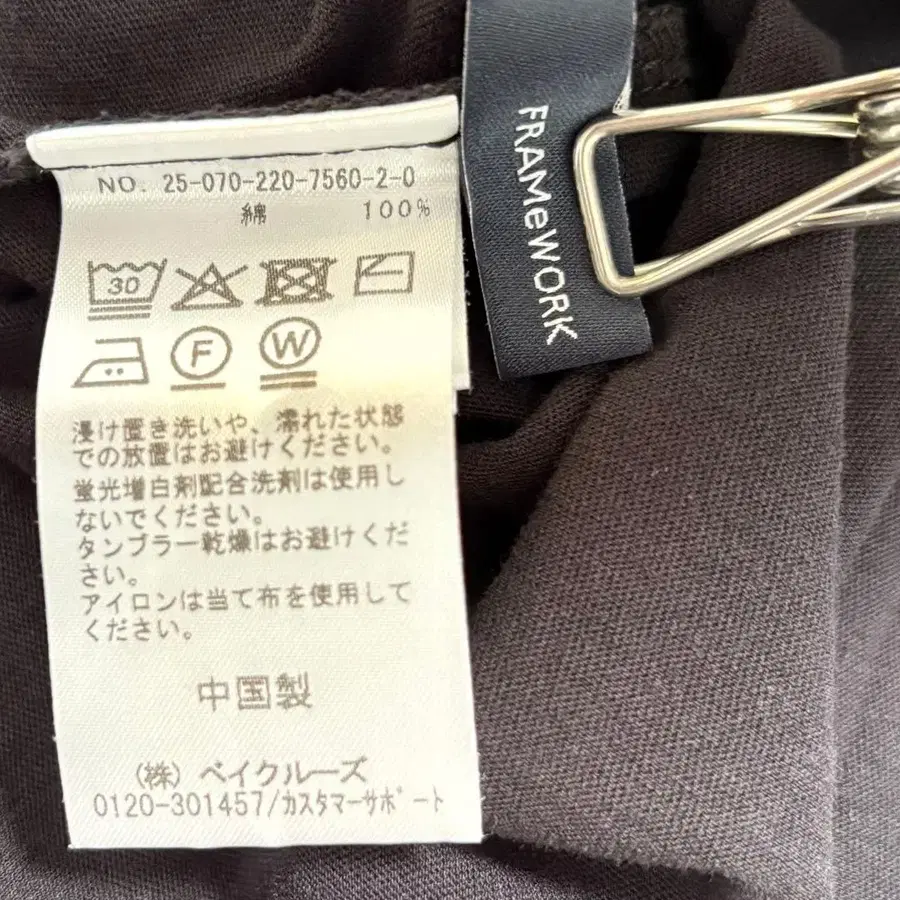 NO. 25-070-220-7560-2-0
綿 100%
30
F W
浸け置き洗いや、濡れた状態
での放置はお避けください。
蛍光増白剤配合洗剤は使用し
ないでください。
タンブラー乾燥はお避けくだ
さい。
アイロンは当て布を使用して
ください。
中国製
(株) ベイクルーズ
0120-301457/カスタマーサポート
FRAMeWORK